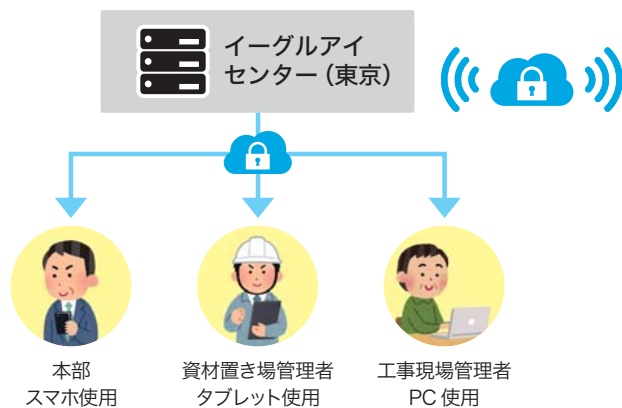 イーグルアイ
センター（東京）
本部
スマホ使用
資材置き場管理者
タブレット使用
工事現場管理者
PC 使用